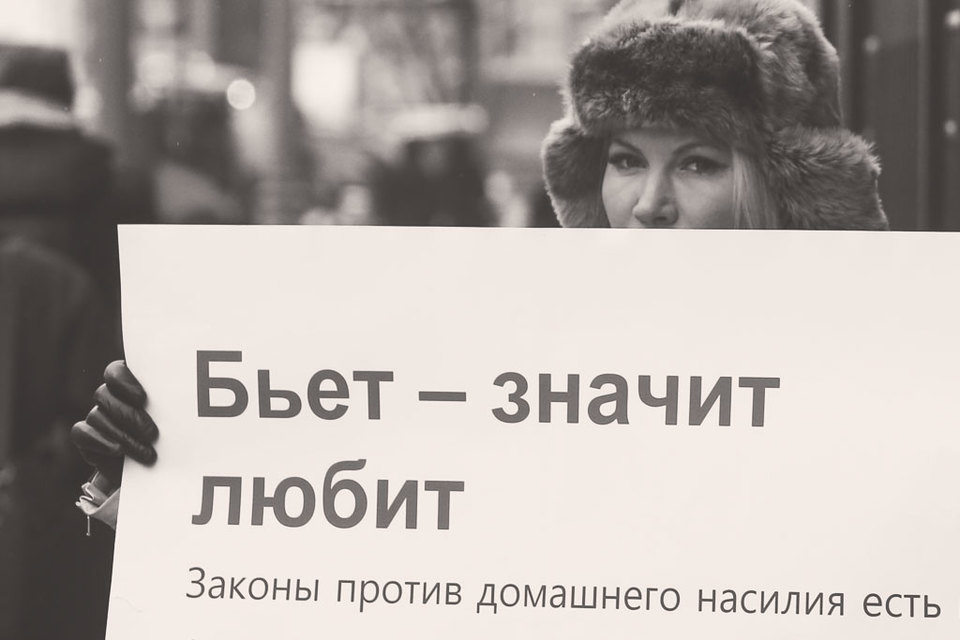 Бьет – значит
любит
Законы против домашнего насилия есть